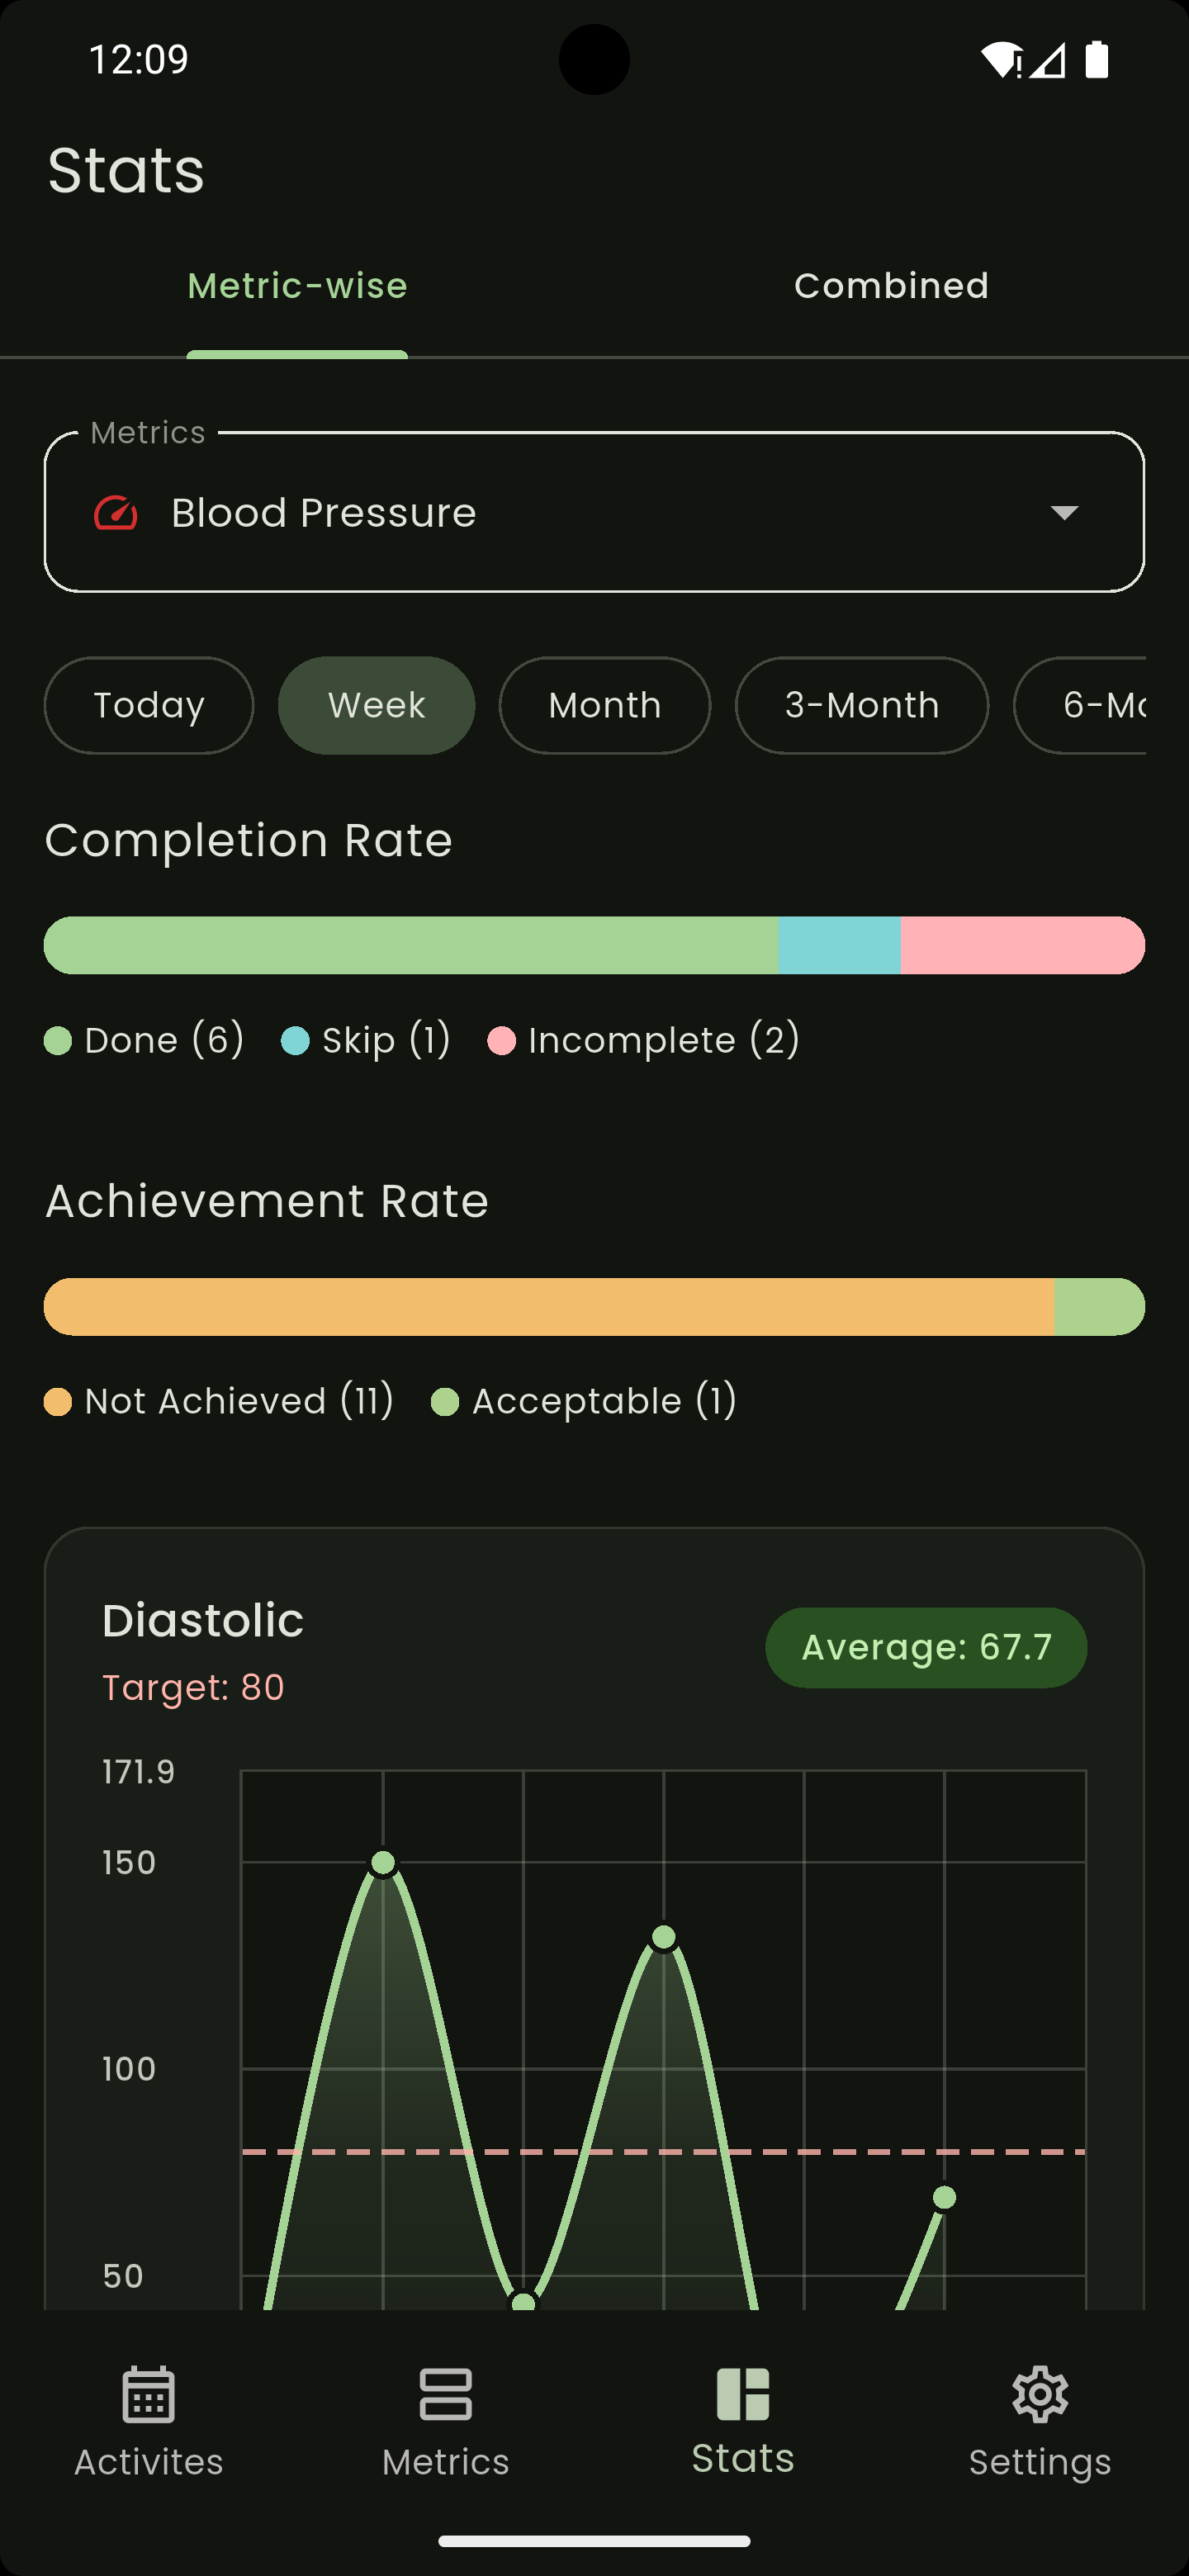 12:09
Stats
Metric-wise Combined
Metrics
Blood Pressure
Today Week Month 3-Month 6-Mo
Completion Rate
Done (6) Skip (1) Incomplete (2)
Achievement Rate
Not Achieved (11) Acceptable (1)
Diastolic
Average: 67.7
Target: 80
171.9
150
100
50
Activites Metrics Stats Settings